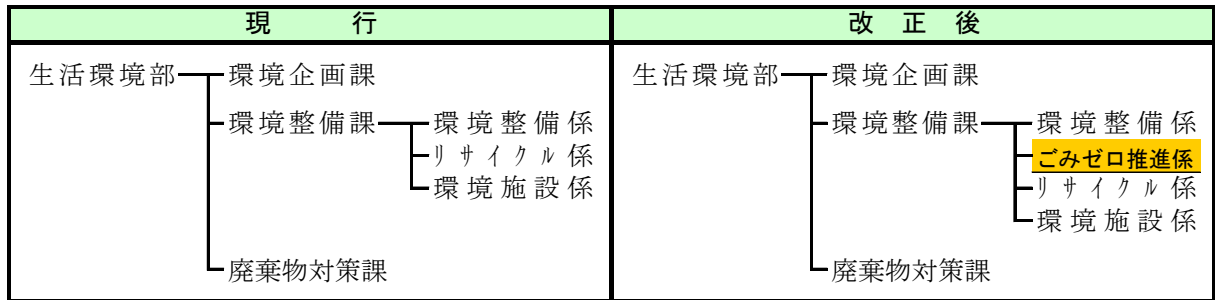 現　　　行
生活環境部 環境企画課
環境整備課 環境整備係
ﾘｻｲｸﾙ係
環境施設係
廃棄物対策課
改　正　後
生活環境部 環境企画課
環境整備課 環境整備係
ごみゼロ推進係
ﾘｻｲｸﾙ係
環境施設係
廃棄物対策課